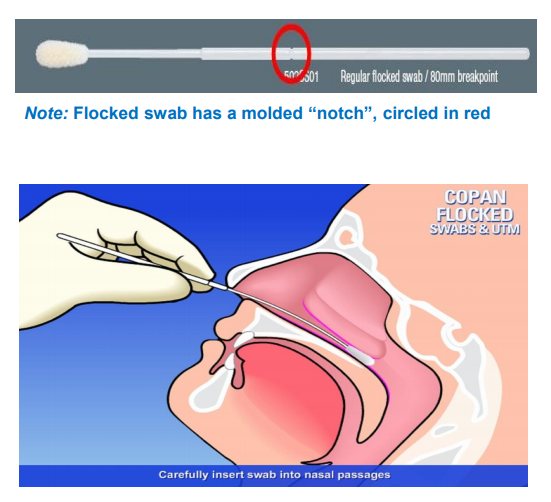 Regular flocked swab / 80mm breakpoint
Note: Flocked swab has a molded “notch”, circled in red
COPAN
FLOCKED
SWABS & UTM
Carefully insert swab into nasal passages